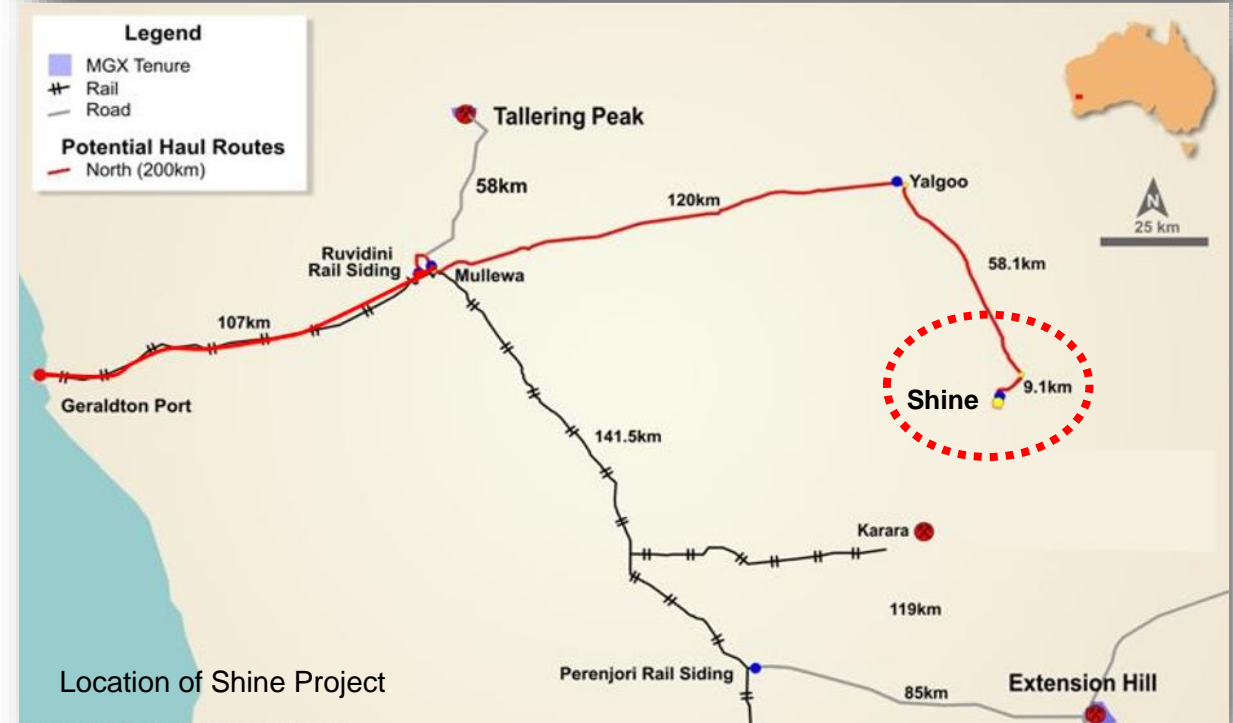 Legend
MGX Tenure
Rail
Road
Potential Haul Routes
North (200km)
Tallering Peak
58km
120km
Yalgoo
N
25 km
Ruvidini
Rail Siding
Mullewa
58.1km
107km
9.1km
Shine
Geraldton Port
141.5km
Karara
119km
Perenjori Rail Siding
85km
Extension Hill
Location of Shine Project